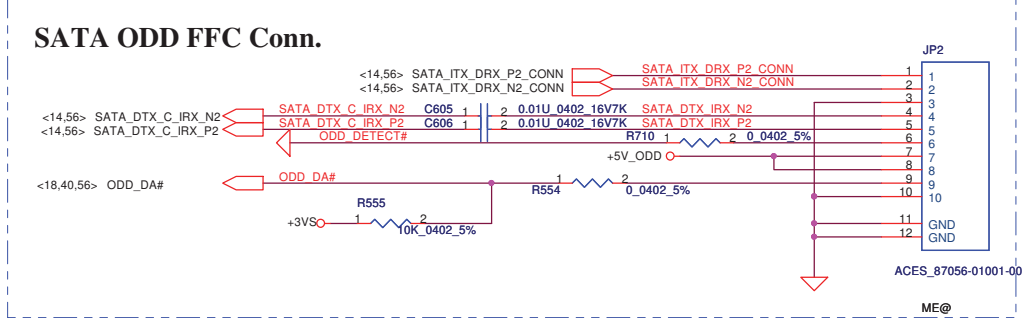 SATA ODD FFC Conn.
JP2
<14,56> SATA_ITX_DRX_P2_CONN SATA_ITX_DRX_P2_CONN 1 1
<14,56> SATA_ITX_DRX_N2_CONN SATA_ITX_DRX_N2_CONN 2 2
3 3
<14,56> SATA_DTX_C_IRX_N2 SATA_DTX_C_IRX_N2 C605 1 2 0.01U_0402_16V7K SATA_DTX_IRX_N2 4 4
<14,56> SATA_DTX_C_IRX_P2 SATA_DTX_C_IRX_P2 C606 1 2 0.01U_0402_16V7K SATA_DTX_IRX_P2 5 5
ODD_DETECT# R710 1 2 0_0402_5% 6 6
+5V_ODD 7 7
8 8
<18,40,56> ODD_DA# ODD_DA# R554 1 2 0_0402_5% 9 9
10 10
+3VS R555 1 2 10K_0402_5% 11 GND
12 GND
ACES_87056-01001-00
ME@